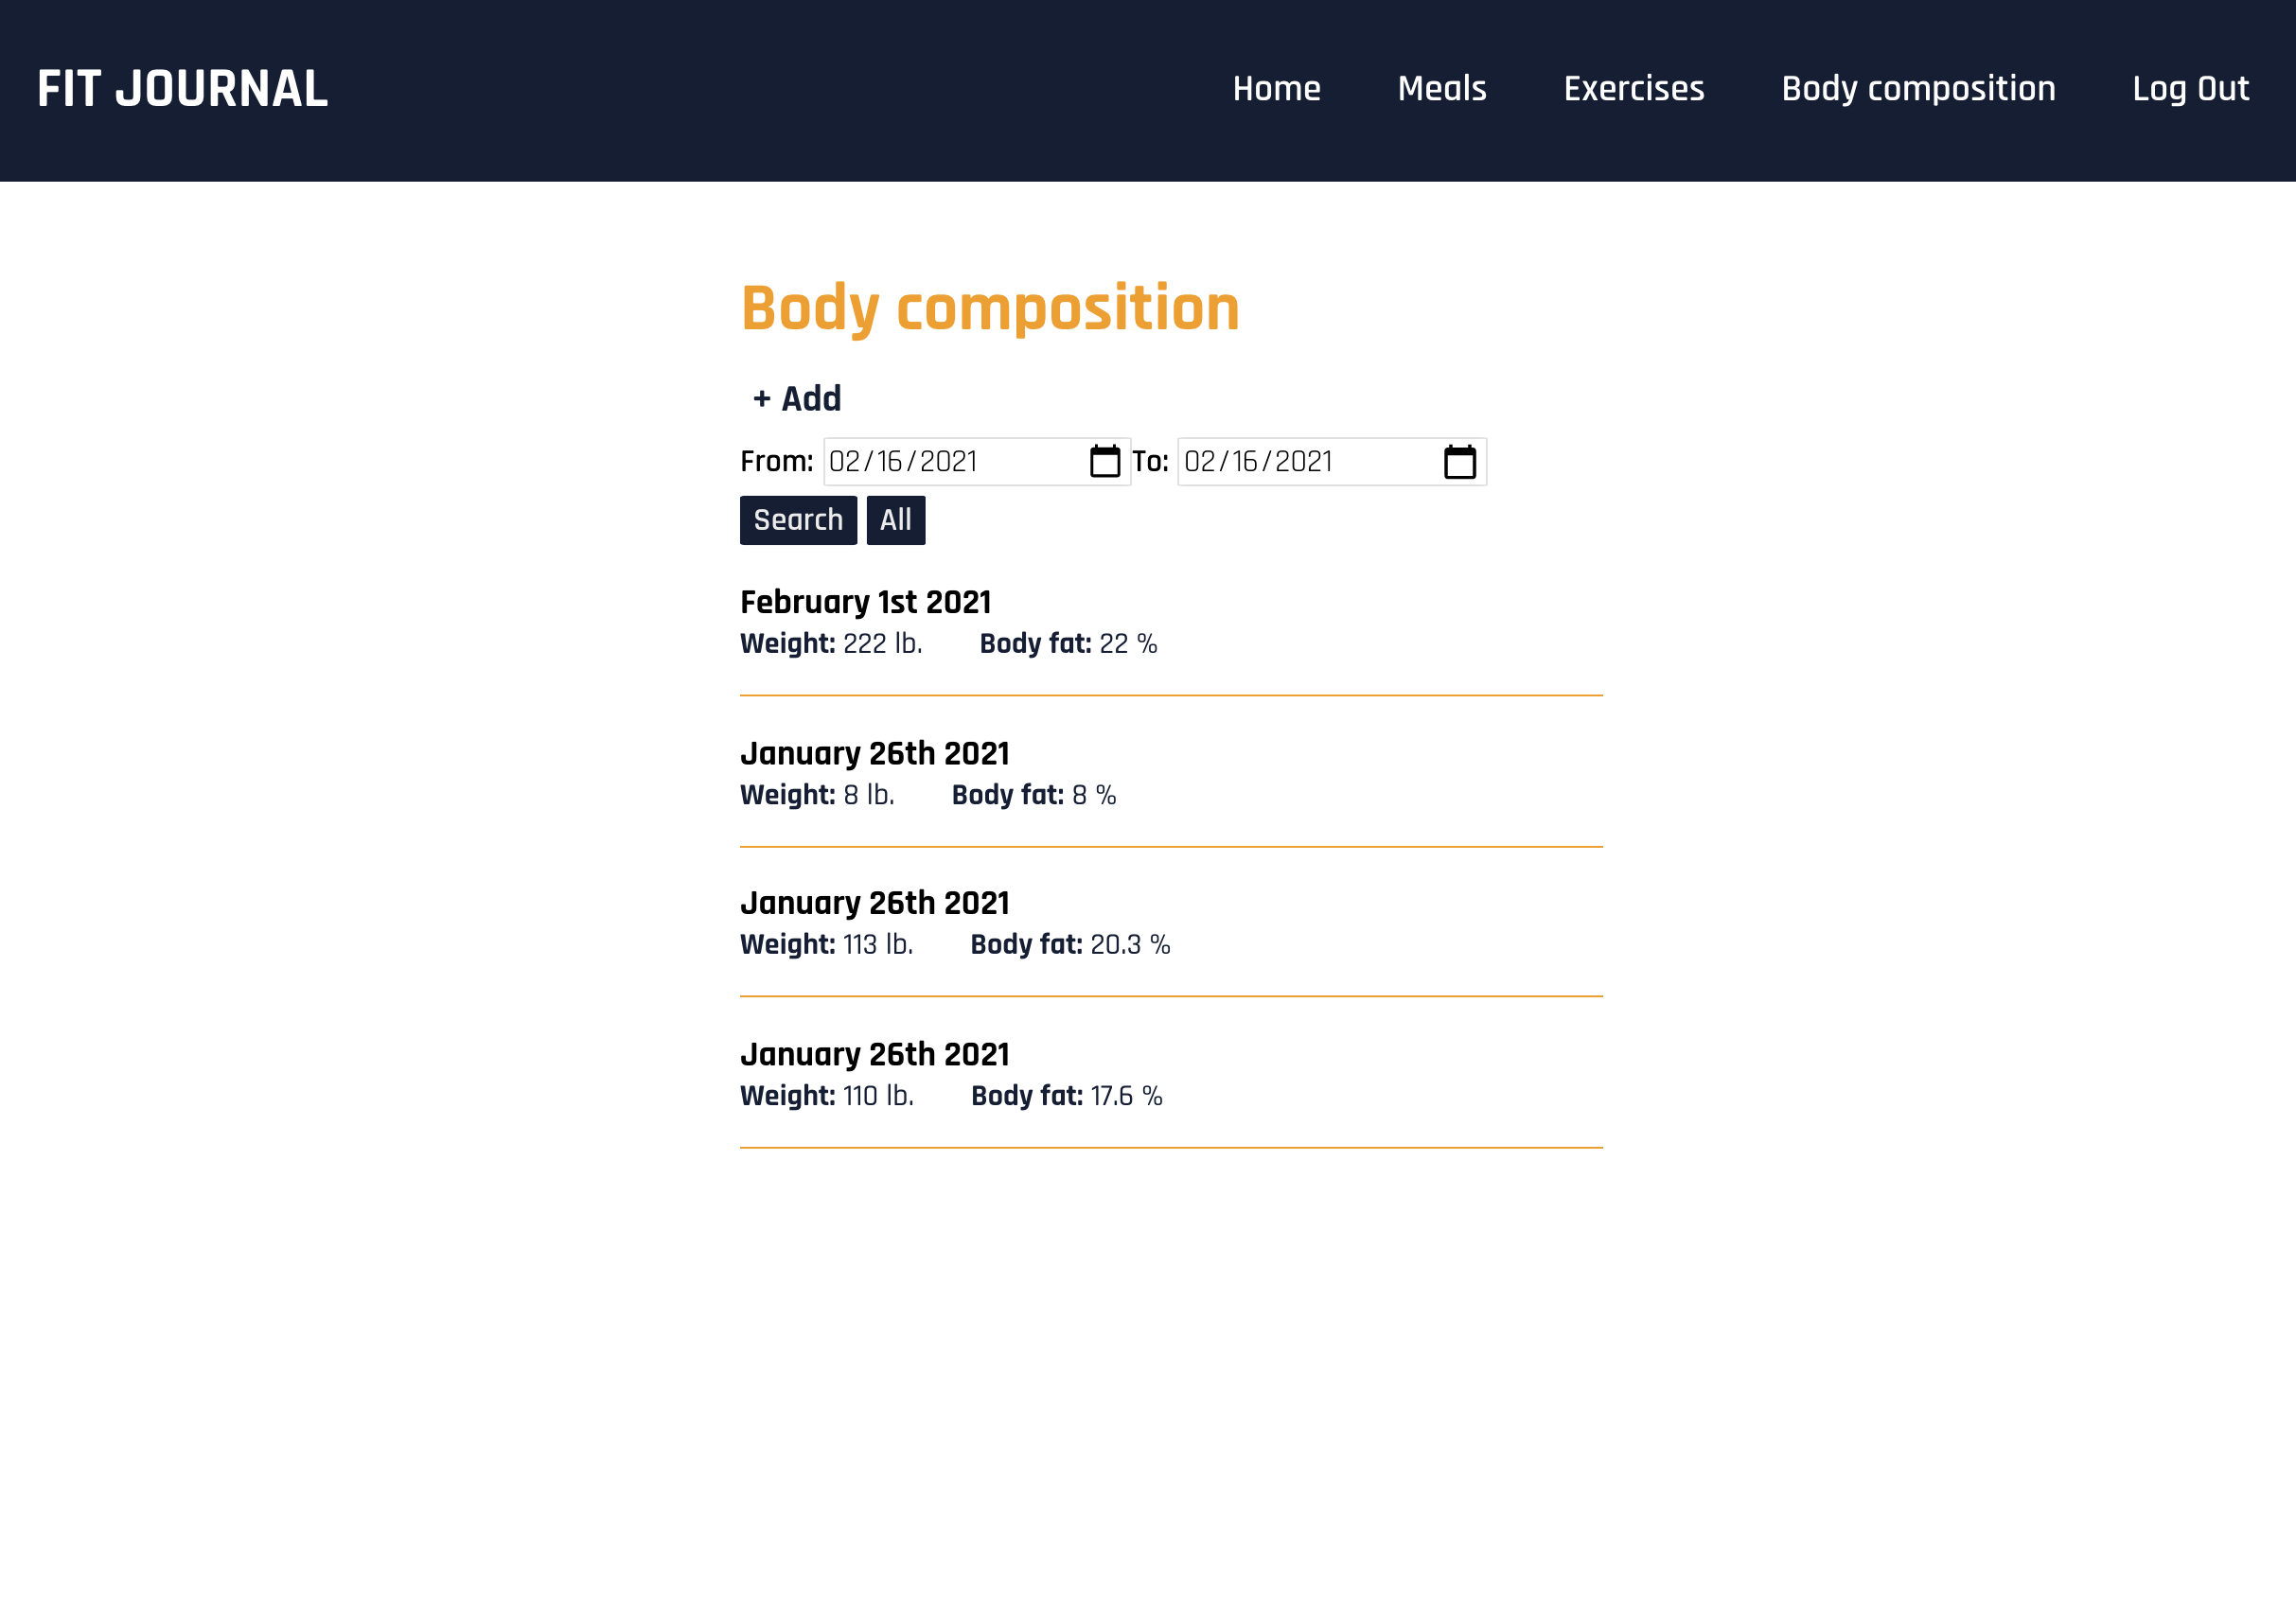 FIT JOURNAL Home Meals Exercises Body composition Log Out
Body composition
+ Add
From: 02/16/2021 To: 02/16/2021
Search All
February 1st 2021
Weight: 222 lb. Body fat: 22 %
January 26th 2021
Weight: 8 lb. Body fat: 8 %
January 26th 2021
Weight: 113 lb. Body fat: 20.3 %
January 26th 2021
Weight: 110 lb. Body fat: 17.6 %